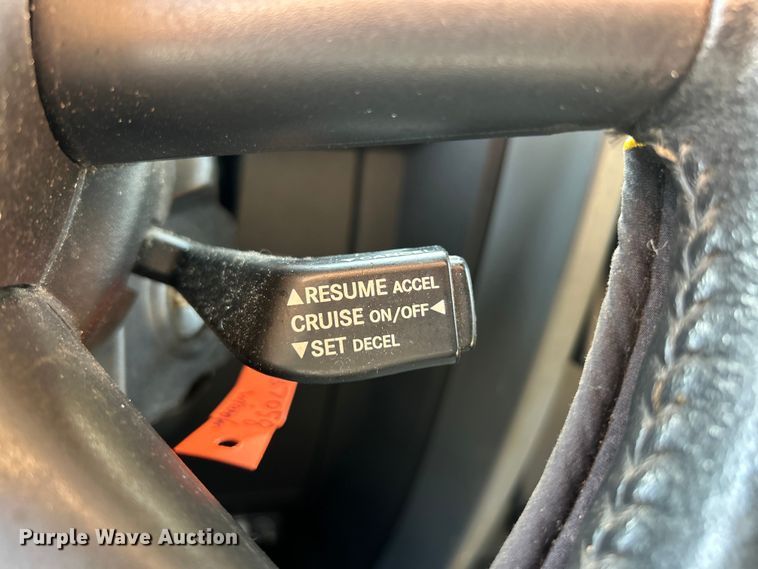 ▲RESUME ACCEL
CRUISE ON/OFF◀
▼SET DECEL
Purple Wave Auction